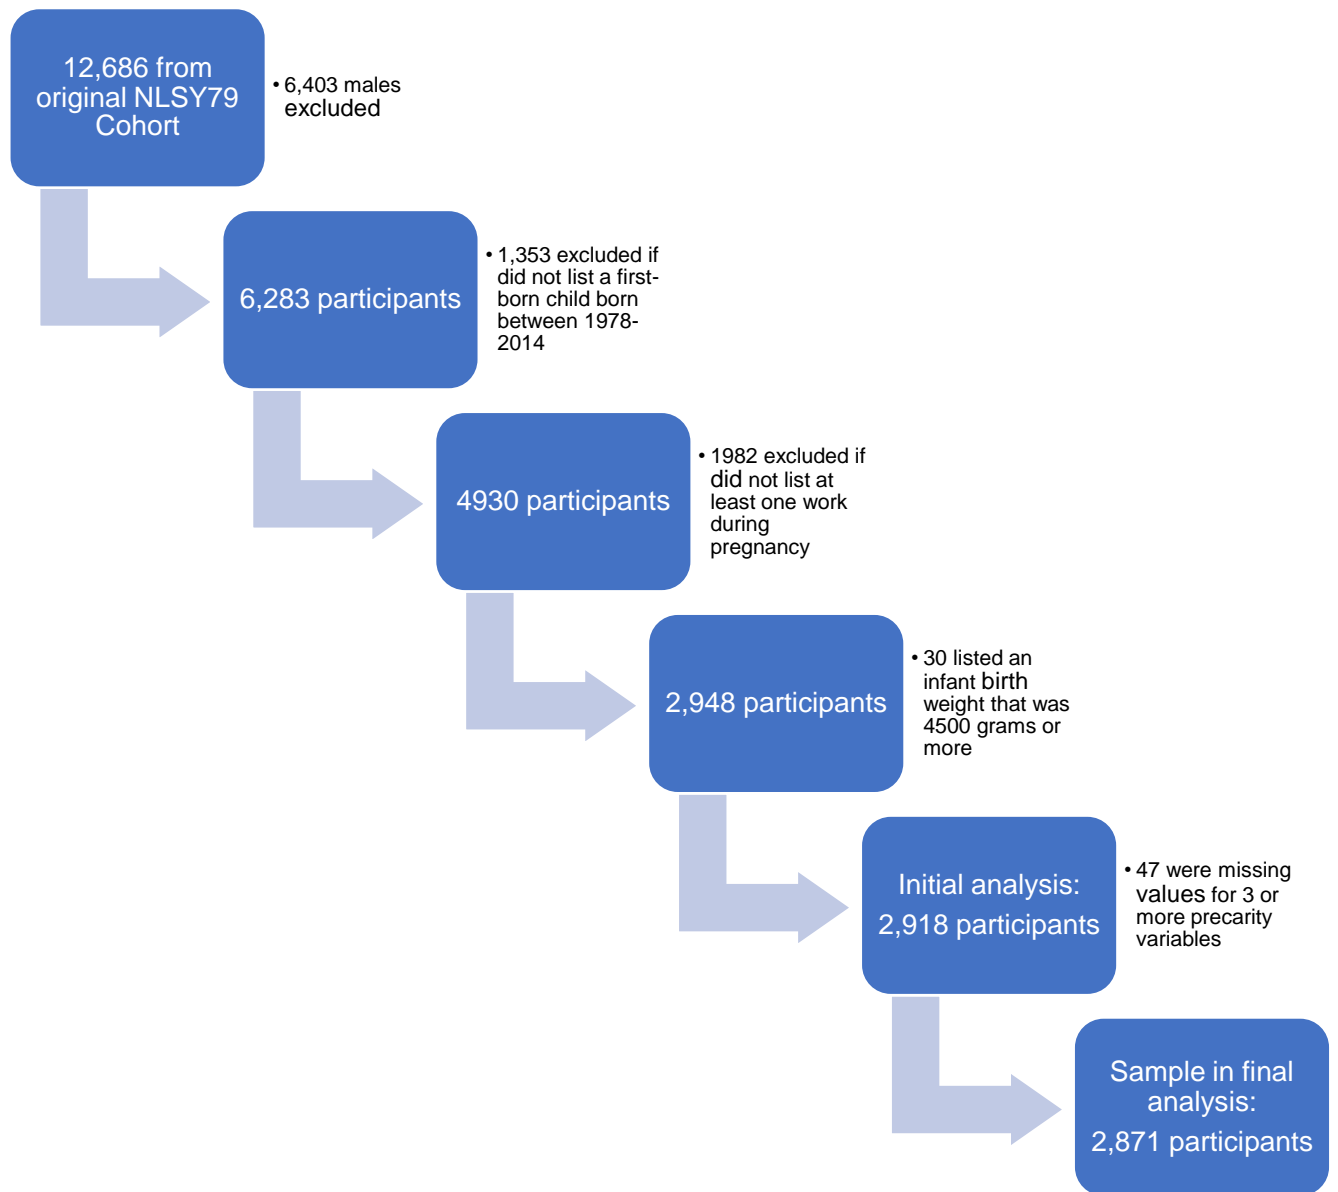 12,686 from
original NLSY79
Cohort
• 6,403 males
excluded
6,283 participants
• 1,353 excluded if
did not list a first-
born child born
between 1978-
2014
4930 participants
• 1982 excluded if
did not list at
least one work
during
pregnancy
2,948 participants
• 30 listed an
infant birth
weight that was
4500 grams or
more
Initial analysis:
2,918 participants
• 47 were missing
values for 3 or
more precarity
variables
Sample in final
analysis:
2,871 participants